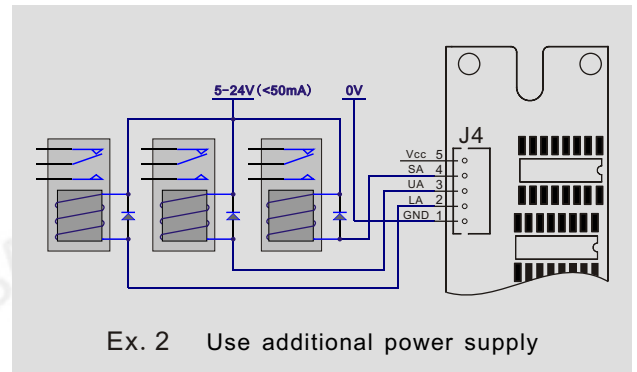 5-24V(<50mA) 0V
J4
Vcc 5
SA 4
UA 3
LA 2
GND 1
Ex. 2 Use additional power supply